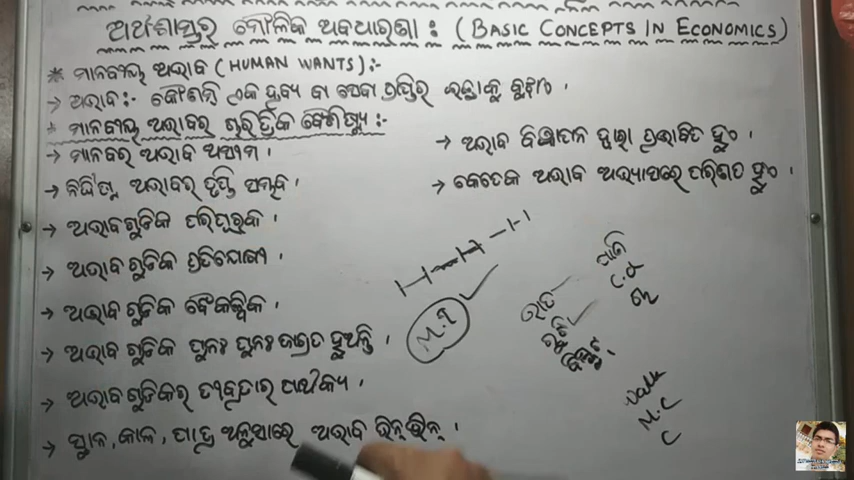 ଅର୍ଥଶାସ୍ତ୍ରର ମୌଳିକ ଅବଧାରଣା : (BASIC CONCEPTS IN ECONOMICS)
* ମାନବୀୟ ଅଭାବ (HUMAN WANTS) :-
→ ଅଭାବ :- କୌଣସି ଏକ ଦ୍ରବ୍ୟ ବା ସେବା ପ୍ରାପ୍ତିର ଇଚ୍ଛାକୁ ବୁଝାଏ ।
* ମାନବୀୟ ଅଭାବର ଚାରିତ୍ରିକ ବୈଶିଷ୍ଟ୍ୟ :-
→ ମାନବର ଅଭାବ ଅସୀମ ।
→ ନିର୍ଦ୍ଦିଷ୍ଟ ଅଭାବର ତୃପ୍ତି ସମ୍ଭବ ।
→ ଅଭାବଗୁଡିକ ପରିପୂରକ ।
→ ଅଭାବଗୁଡିକ ପ୍ରତିଯୋଗୀ ।
→ ଅଭାବଗୁଡିକ ବୈକଳ୍ପିକ ।
→ ଅଭାବ ଗୁଡିକ ପୁନଃ ପୁନଃ ଜାଗ୍ରତ ହୁଅନ୍ତି ।
→ ଅଭାବଗୁଡିକର ତୀବ୍ରତାର ପାର୍ଥକ୍ୟ ।
→ ସ୍ଥାନ, କାଳ, ପାତ୍ର ଅନୁସାରେ ଅଭାବ ଭିନ୍ ଭିନ୍ ।
→ ଅଭାବ ବିଜ୍ଞାପନ ଦ୍ୱାରା ପ୍ରଭାବିତ ହୁଏ ।
→ କେତେକ ଅଭାବ ଅଭ୍ୟାସରେ ପରିଣତ ହୁଏ ।
M.P
ପାଣି
ଭାତ
ରୁଟି
M.C
C